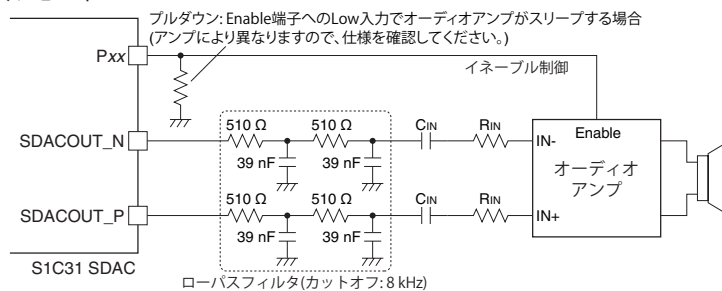 プルダウン: Enable端子へのLow入力でオーディオアンプがスリープする場合
(アンプにより異なりますので、仕様を確認してください。)
Pxx
イネーブル制御
510 Ω 510 Ω CIN RIN
SDACOUT_N
IN- Enable
39 nF 39 nF
オーディオ
アンプ
510 Ω 510 Ω CIN RIN
SDACOUT_P
IN+
39 nF 39 nF
S1C31 SDAC
ローパスフィルタ(カットオフ: 8 kHz)